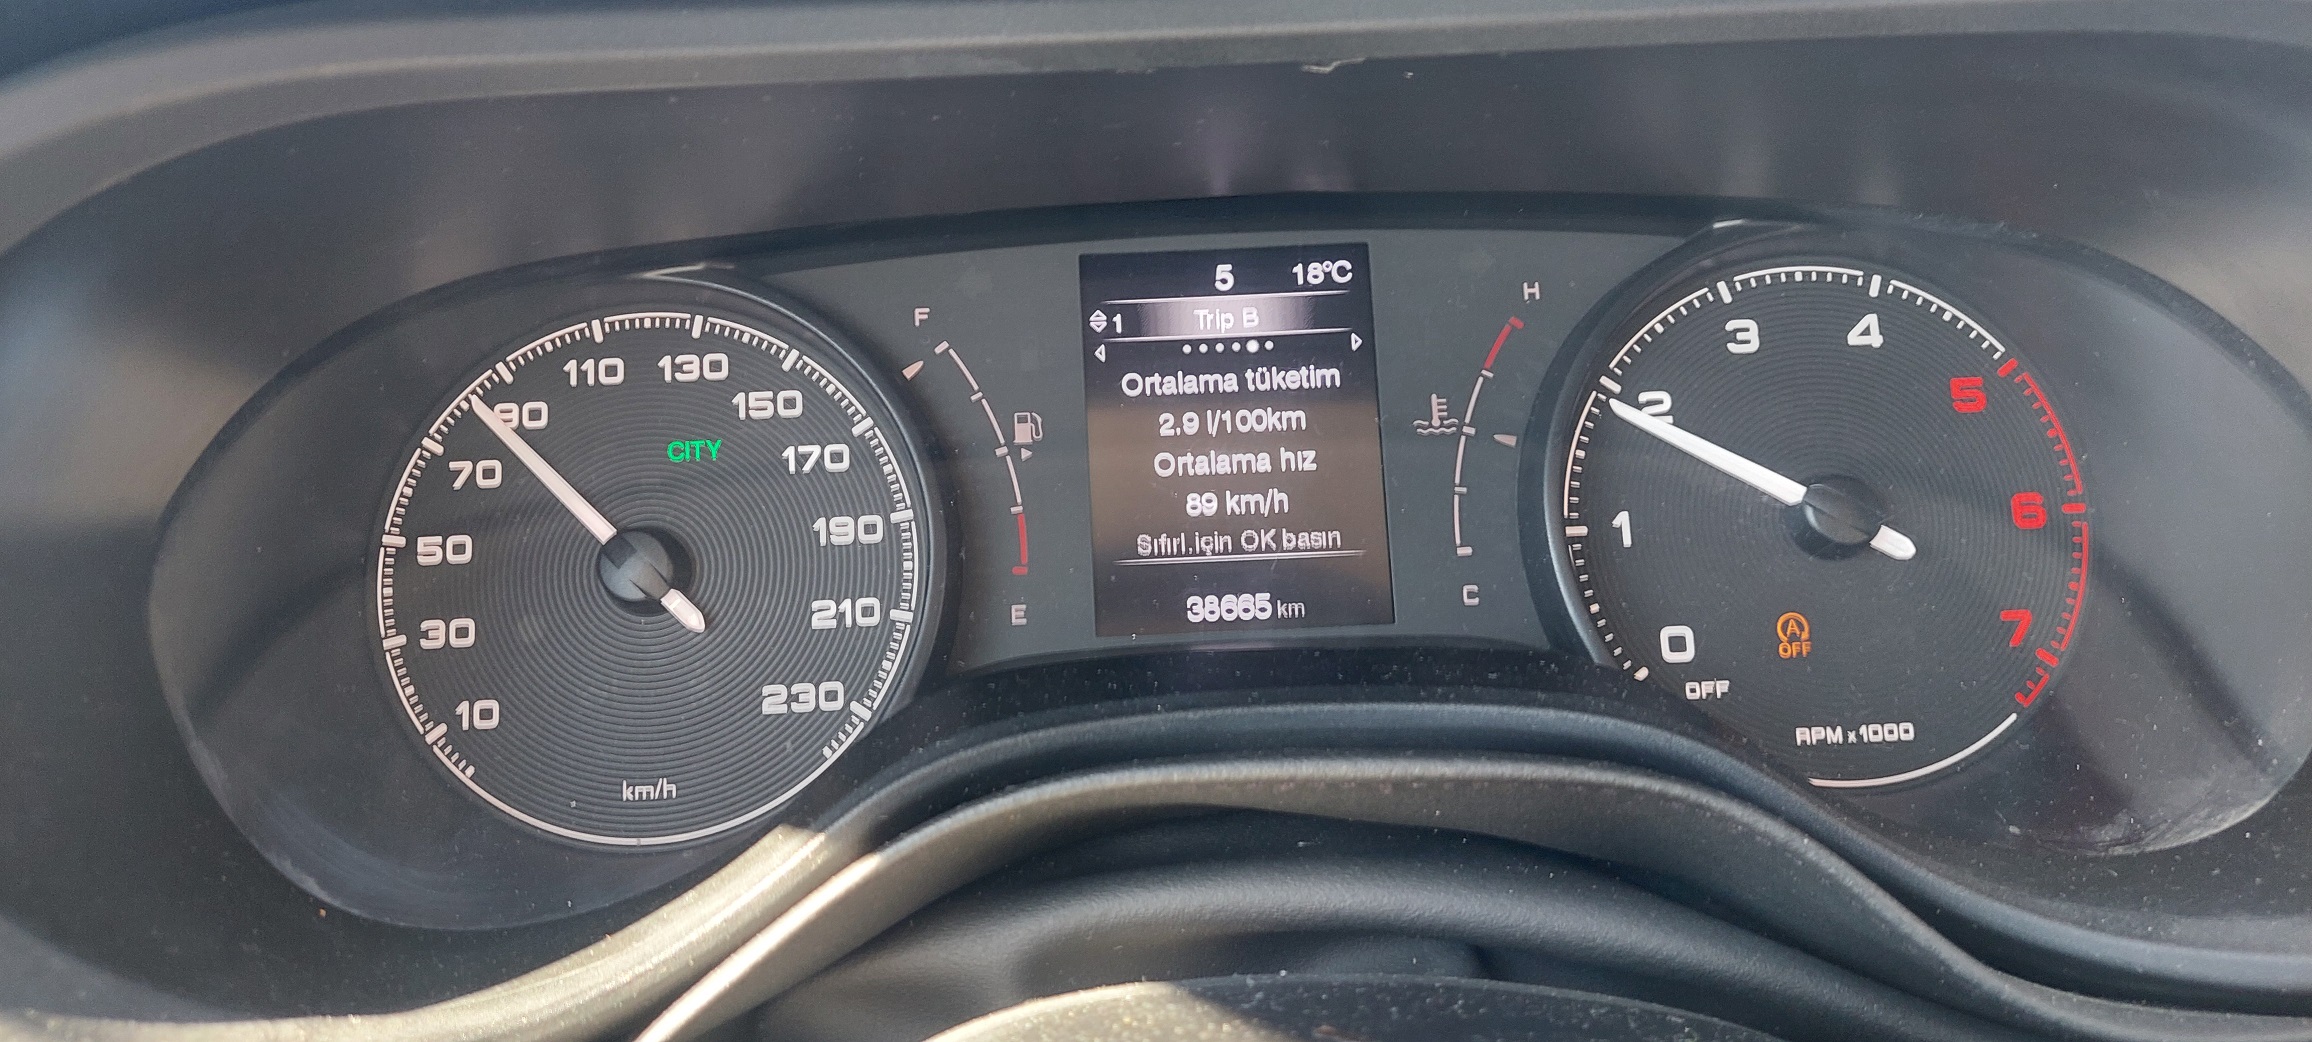 10
30
50
70
90
110
130
150
170
190
210
230
CITY
km/h
F
E
5 18°C
1 Trip B
Ortalama tüketim
2.9 l/100km
Ortalama hız
89 km/h
Sıfırl.için OK basın
38665 km
H
C
0
1
2
3
4
5
6
7
OFF
A
OFF
RPM x 1000